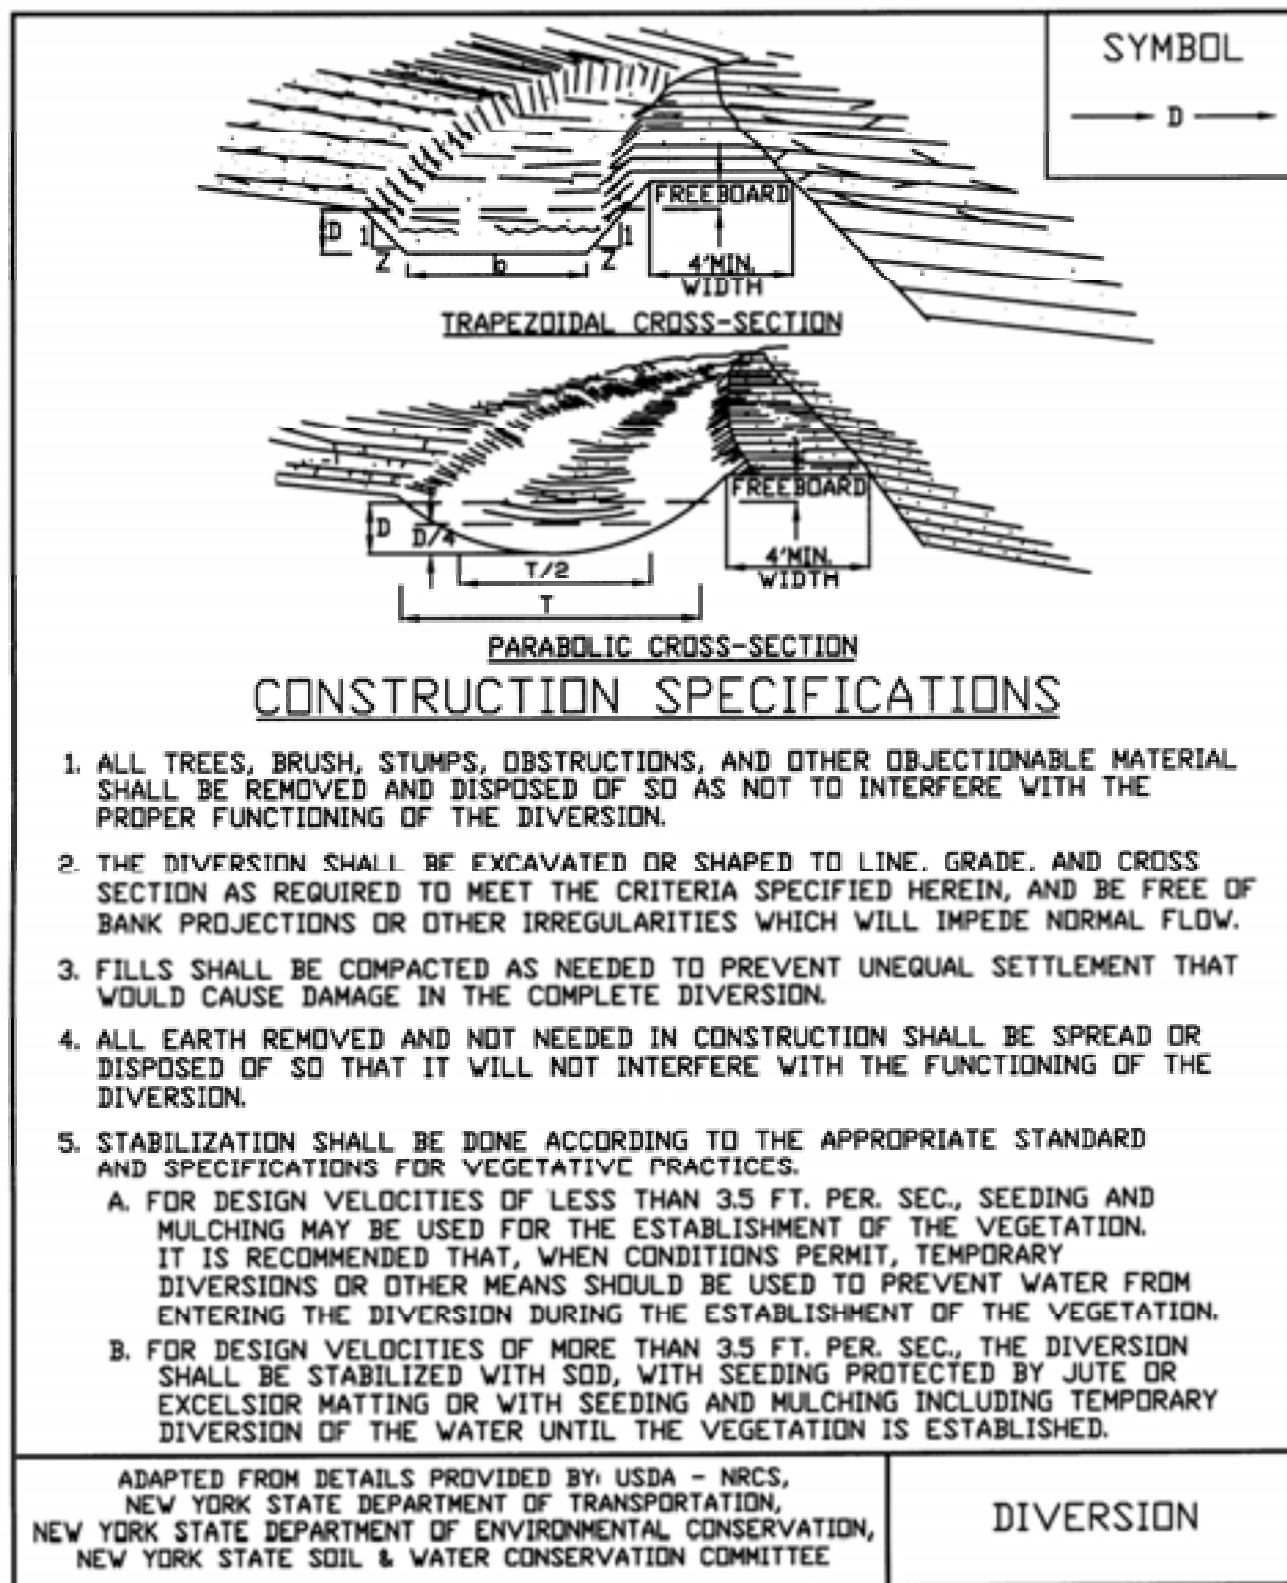 SYMBOL
D
FREEBOARD
D
1
Z
b
1
Z
4'MIN.
WIDTH
TRAPEZOIDAL CROSS-SECTION
FREEBOARD
D
D/4
T/2
T
4'MIN.
WIDTH
PARABOLIC CROSS-SECTION
CONSTRUCTION SPECIFICATIONS
1. ALL TREES, BRUSH, STUMPS, OBSTRUCTIONS, AND OTHER OBJECTIONABLE MATERIAL
SHALL BE REMOVED AND DISPOSED OF SO AS NOT TO INTERFERE WITH THE
PROPER FUNCTIONING OF THE DIVERSION.
2. THE DIVERSION SHALL BE EXCAVATED OR SHAPED TO LINE, GRADE, AND CROSS
SECTION AS REQUIRED TO MEET THE CRITERIA SPECIFIED HEREIN, AND BE FREE OF
BANK PROJECTIONS OR OTHER IRREGULARITIES WHICH WILL IMPEDE NORMAL FLOW.
3. FILLS SHALL BE COMPACTED AS NEEDED TO PREVENT UNEQUAL SETTLEMENT THAT
WOULD CAUSE DAMAGE IN THE COMPLETE DIVERSION.
4. ALL EARTH REMOVED AND NOT NEEDED IN CONSTRUCTION SHALL BE SPREAD OR
DISPOSED OF SO THAT IT WILL NOT INTERFERE WITH THE FUNCTIONING OF THE
DIVERSION.
5. STABILIZATION SHALL BE DONE ACCORDING TO THE APPROPRIATE STANDARD
AND SPECIFICATIONS FOR VEGETATIVE PRACTICES.
A. FOR DESIGN VELOCITIES OF LESS THAN 3.5 FT. PER. SEC., SEEDING AND
MULCHING MAY BE USED FOR THE ESTABLISHMENT OF THE VEGETATION.
IT IS RECOMMENDED THAT, WHEN CONDITIONS PERMIT, TEMPORARY
DIVERSIONS OR OTHER MEANS SHOULD BE USED TO PREVENT WATER FROM
ENTERING THE DIVERSION DURING THE ESTABLISHMENT OF THE VEGETATION.
B. FOR DESIGN VELOCITIES OF MORE THAN 3.5 FT. PER. SEC., THE DIVERSION
SHALL BE STABILIZED WITH SOD, WITH SEEDING PROTECTED BY JUTE OR
EXCELSIOR MATTING OR WITH SEEDING AND MULCHING INCLUDING TEMPORARY
DIVERSION OF THE WATER UNTIL THE VEGETATION IS ESTABLISHED.
ADAPTED FROM DETAILS PROVIDED BY: USDA - NRCS,
NEW YORK STATE DEPARTMENT OF TRANSPORTATION,
NEW YORK STATE DEPARTMENT OF ENVIRONMENTAL CONSERVATION,
NEW YORK STATE SOIL & WATER CONSERVATION COMMITTEE
DIVERSION